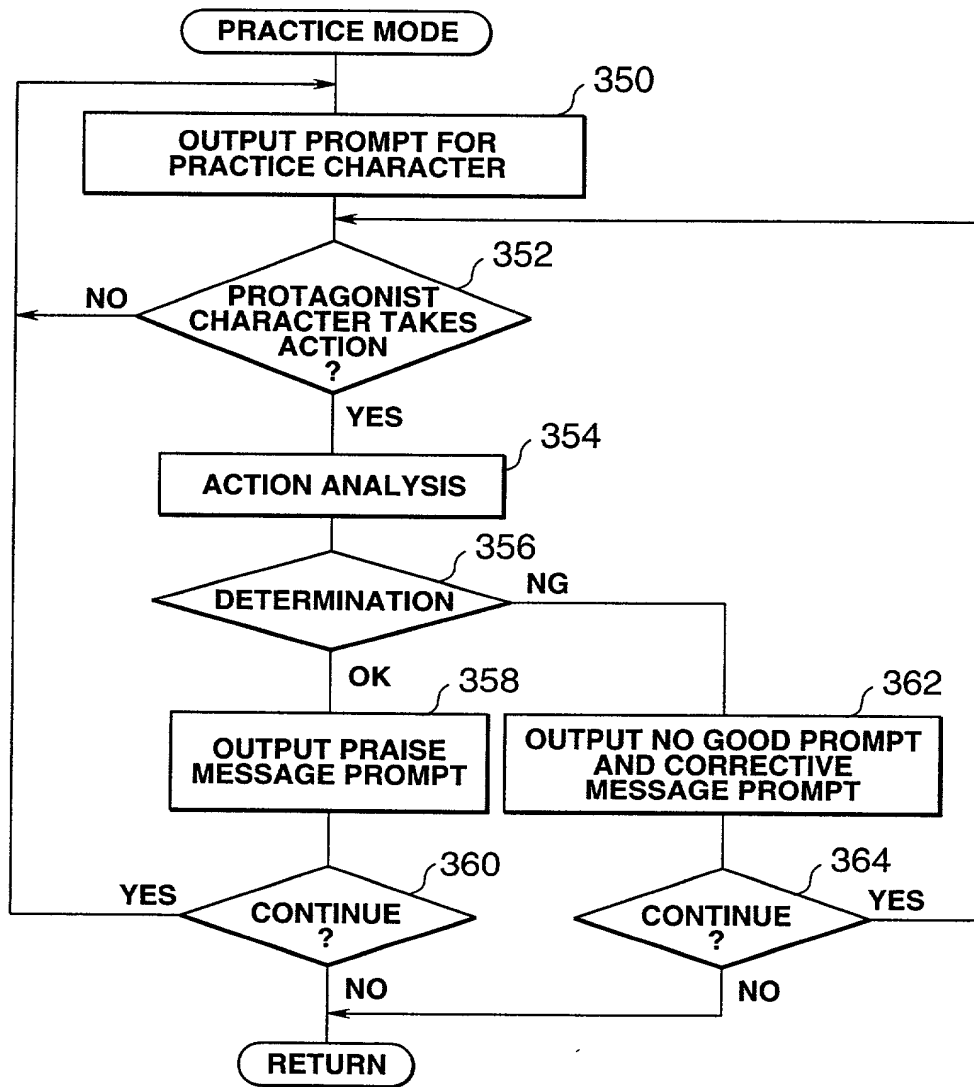 PRACTICE MODE
350
OUTPUT PROMPT FOR
PRACTICE CHARACTER
352
NO
PROTAGONIST
CHARACTER TAKES
ACTION
?
YES
354
ACTION ANALYSIS
356
NG
DETERMINATION
OK
358
362
OUTPUT PRAISE
MESSAGE PROMPT
OUTPUT NO GOOD PROMPT
AND CORRECTIVE
MESSAGE PROMPT
360
364
YES
CONTINUE
?
CONTINUE
?
YES
NO
NO
RETURN